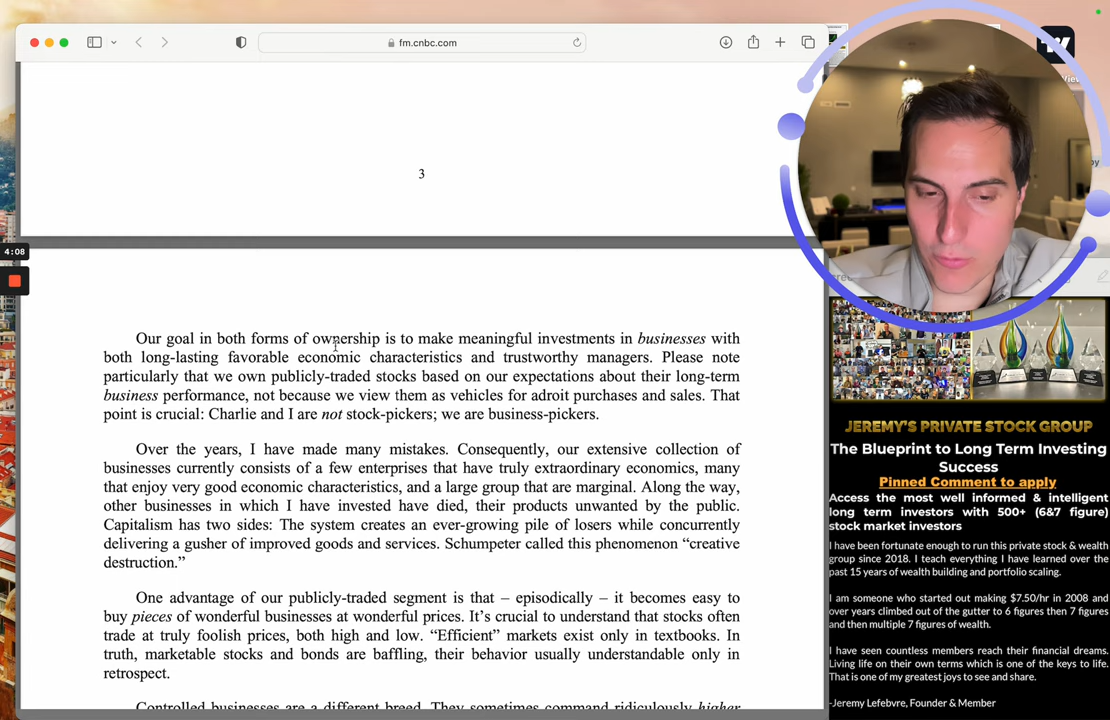 fm.cnbc.com
3
4:08
Our goal in both forms of ownership is to make meaningful investments in businesses with
both long-lasting favorable economic characteristics and trustworthy managers. Please note
particularly that we own publicly-traded stocks based on our expectations about their long-term
business performance, not because we view them as vehicles for adroit purchases and sales. That
point is crucial: Charlie and I are not stock-pickers; we are business-pickers.
Over the years, I have made many mistakes. Consequently, our extensive collection of
businesses currently consists of a few enterprises that have truly extraordinary economics, many
that enjoy very good economic characteristics, and a large group that are marginal. Along the way,
other businesses in which I have invested have died, their products unwanted by the public.
Capitalism has two sides: The system creates an ever-growing pile of losers while concurrently
delivering a gusher of improved goods and services. Schumpeter called this phenomenon “creative
destruction.”
One advantage of our publicly-traded segment is that – episodically – it becomes easy to
buy pieces of wonderful businesses at wonderful prices. It’s crucial to understand that stocks often
trade at truly foolish prices, both high and low. “Efficient” markets exist only in textbooks. In
truth, marketable stocks and bonds are baffling, their behavior usually understandable only in
retrospect.
Controlled businesses are a different breed. They sometimes command ridiculously higher
JEREMY'S PRIVATE STOCK GROUP
The Blueprint to Long Term Investing
Success
Pinned Comment to apply
Access the most well informed & intelligent
long term investors with 500+ (6&7 figure)
stock market investors
I have been fortunate enough to run this private stock & wealth
group since 2018. I teach everything I have learned over the
past 15 years of wealth building and portfolio scaling.
I am someone who started out making $7.50/hr in 2008 and
over years climbed out of the gutter to 6 figures then 7 figures
and then multiple 7 figures of wealth.
I have seen countless members reach their financial dreams.
Living life on their own terms which is one of the keys to life.
That is one of my greatest joys to see and share.
-Jeremy Lefebvre, Founder & Member